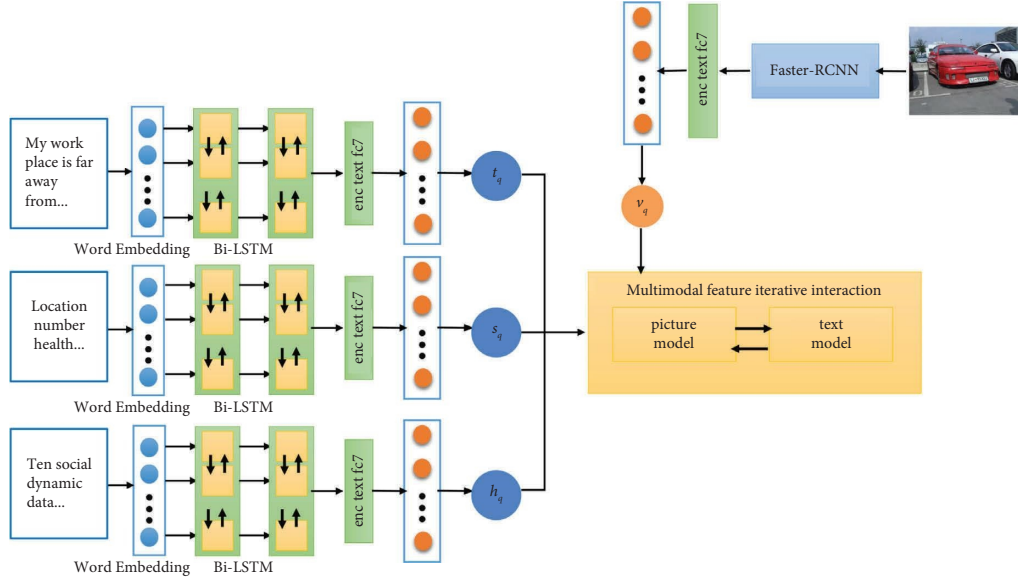 enc text fc7
Faster-RCNN
My work
place is far
away
from...
enc text fc7
t_q
v_q
Word Embedding
Bi-LSTM
Location
number
health...
enc text fc7
s_q
Multimodal feature iterative interaction
picture
model
text
model
Word Embedding
Bi-LSTM
Ten social
dynamic
data...
enc text fc7
h_q
Word Embedding
Bi-LSTM